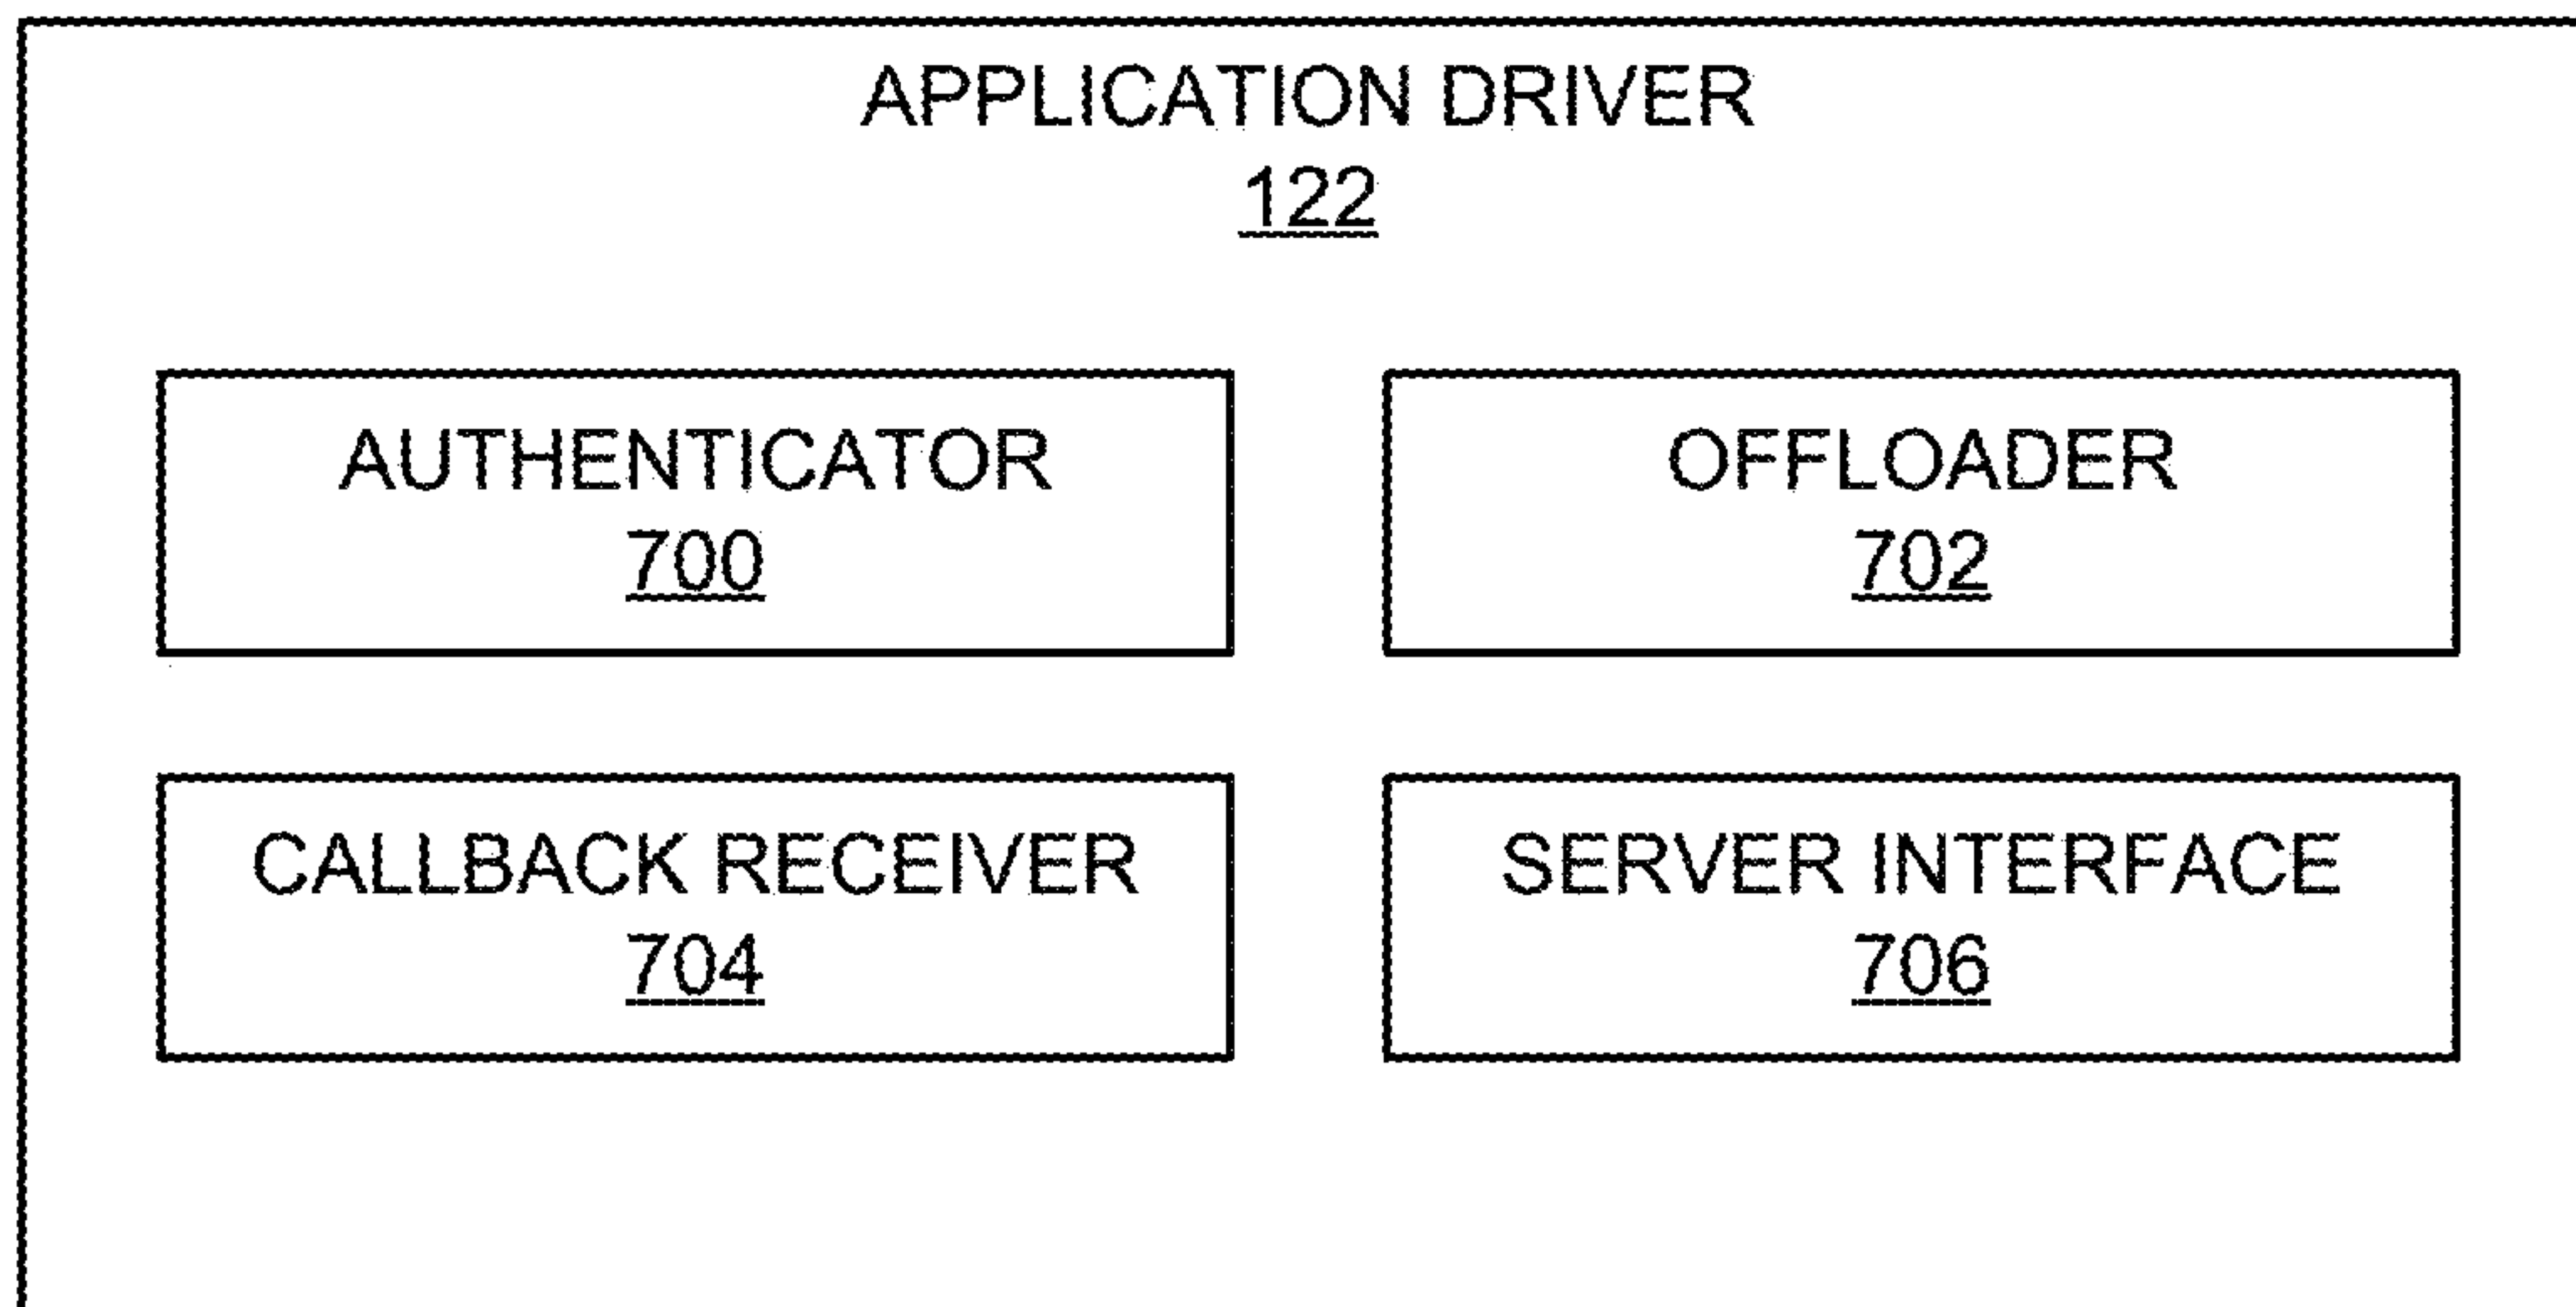 APPLICATION DRIVER
122
AUTHENTICATOR
700
OFFLOADER
702
CALLBACK RECEIVER
704
SERVER INTERFACE
706